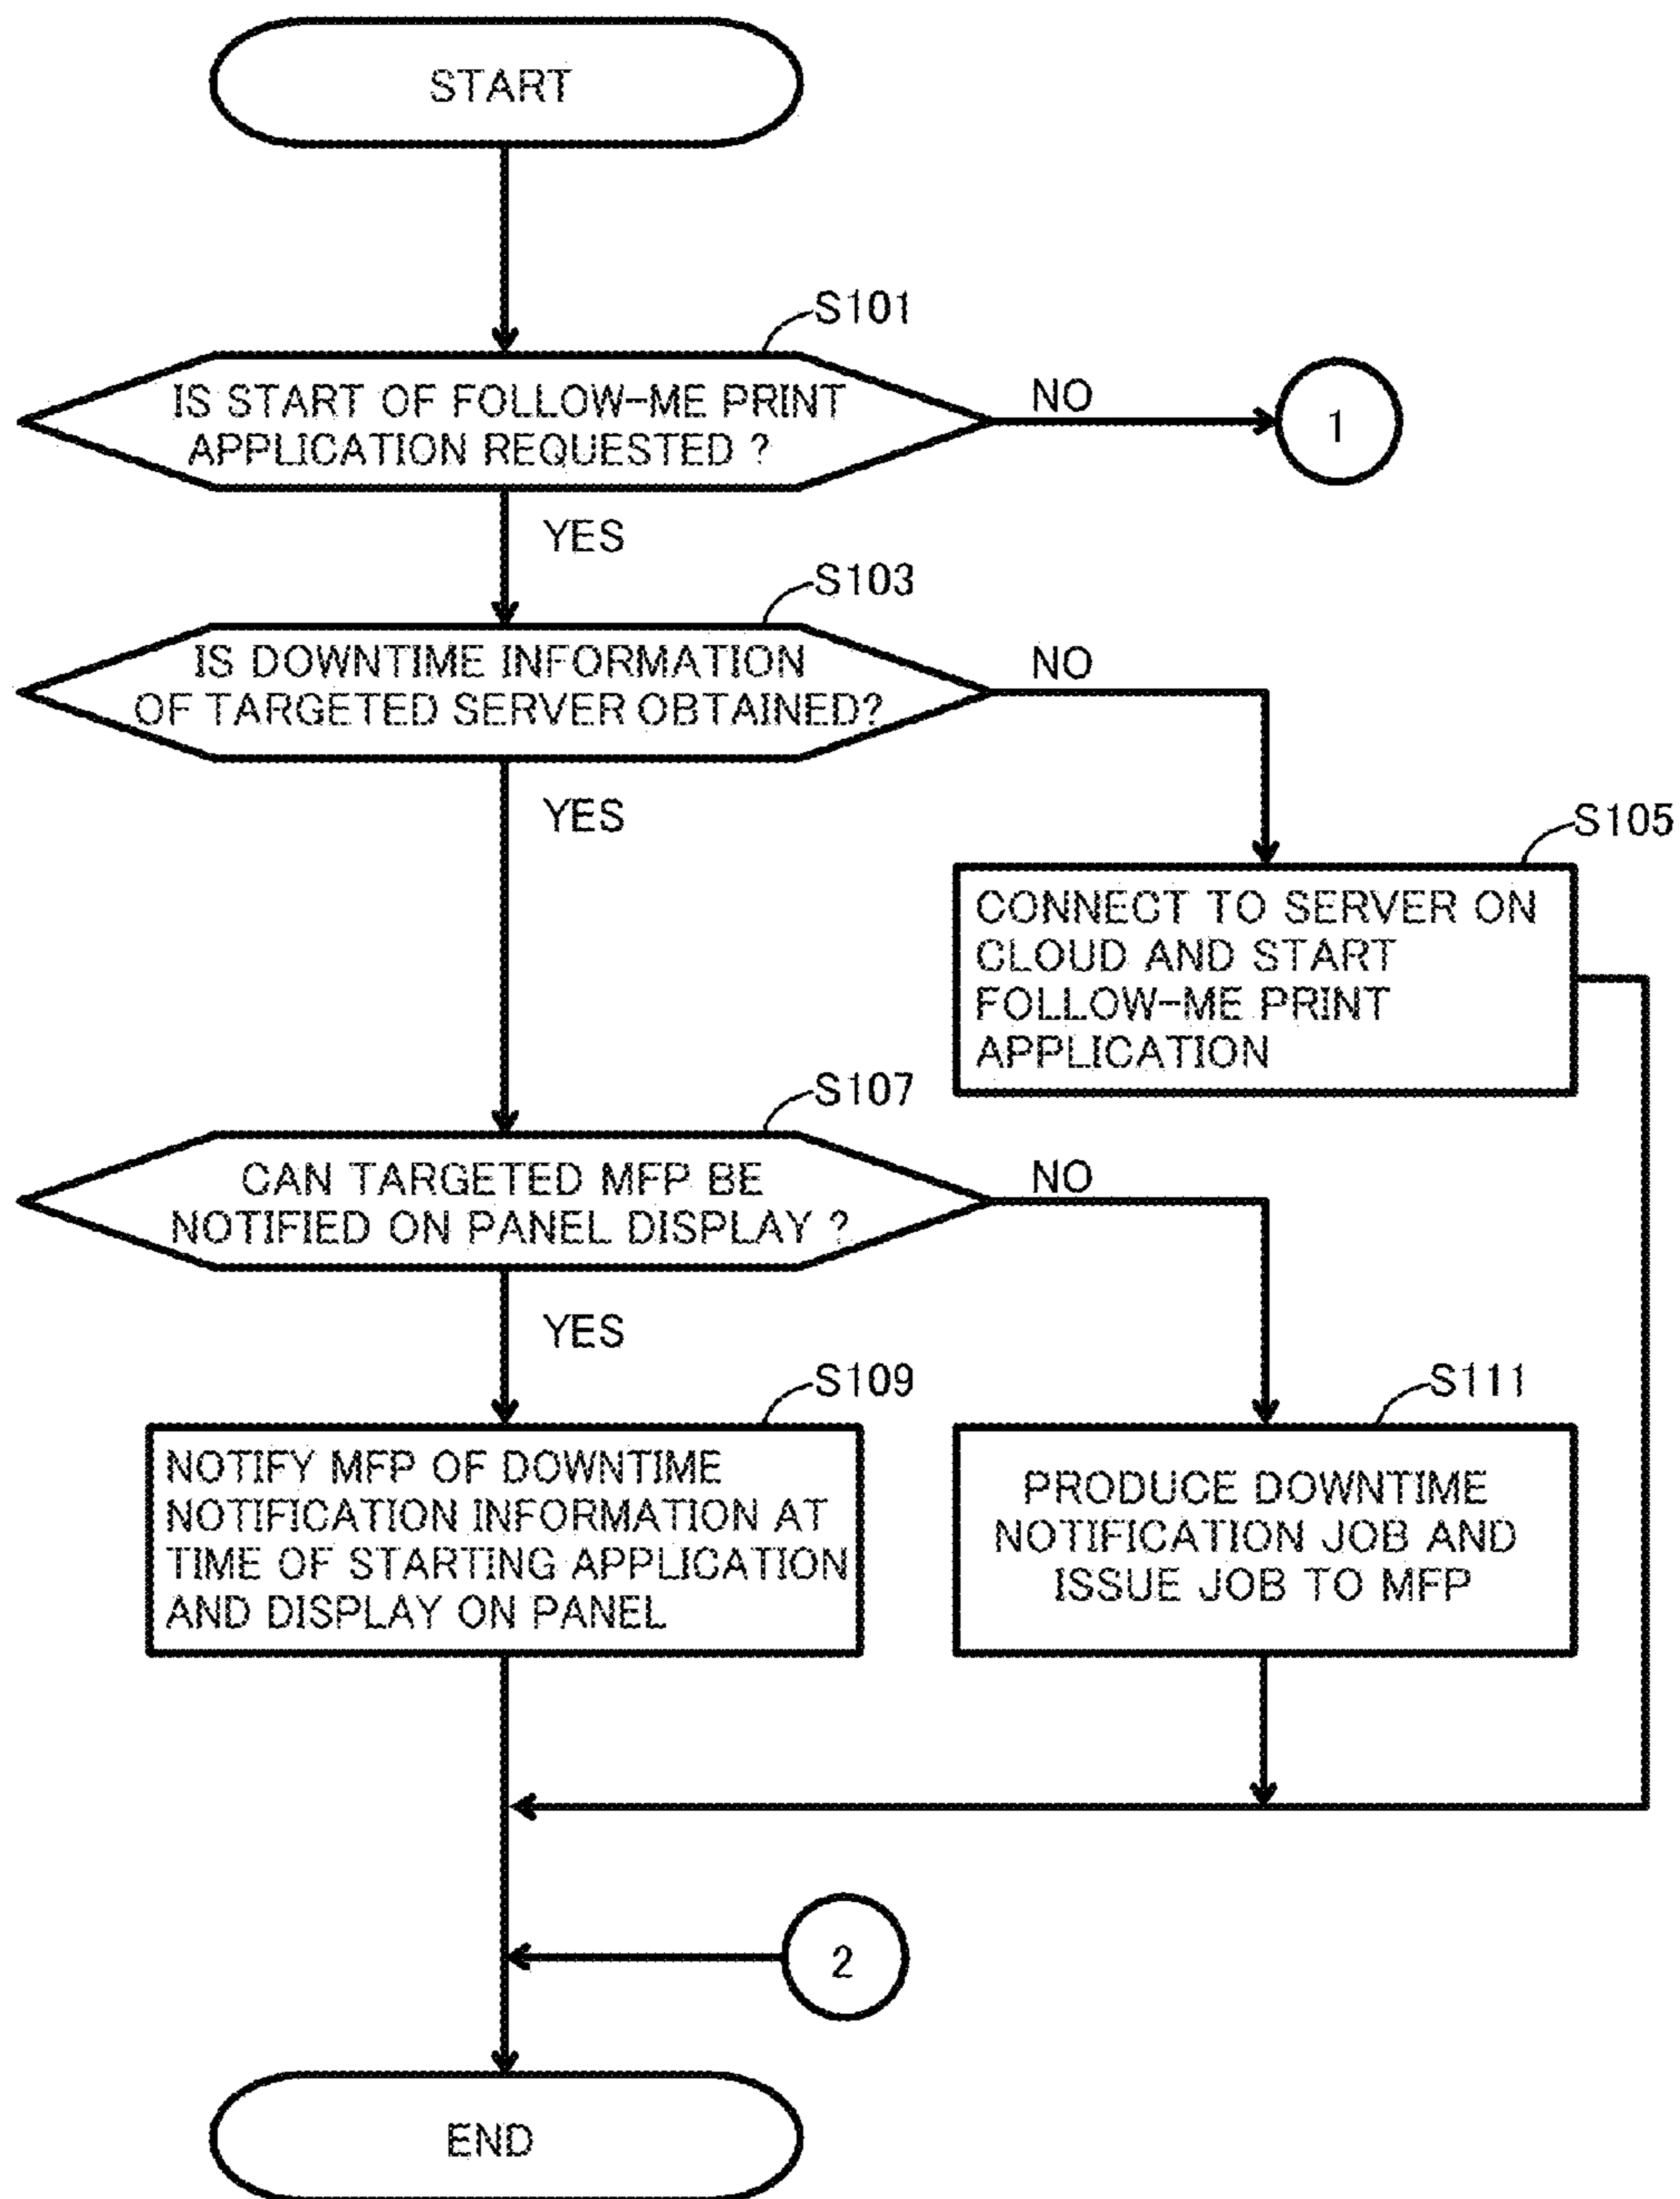 START
S101
IS START OF FOLLOW-ME PRINT
APPLICATION REQUESTED ?
NO
1
YES
S103
IS DOWNTIME INFORMATION
OF TARGETED SERVER OBTAINED?
NO
YES
S105
CONNECT TO SERVER ON
CLOUD AND START
FOLLOW-ME PRINT
APPLICATION
S107
CAN TARGETED MFP BE
NOTIFIED ON PANEL DISPLAY ?
NO
YES
S109
NOTIFY MFP OF DOWNTIME
NOTIFICATION INFORMATION AT
TIME OF STARTING APPLICATION
AND DISPLAY ON PANEL
S111
PRODUCE DOWNTIME
NOTIFICATION JOB AND
ISSUE JOB TO MFP
2
END